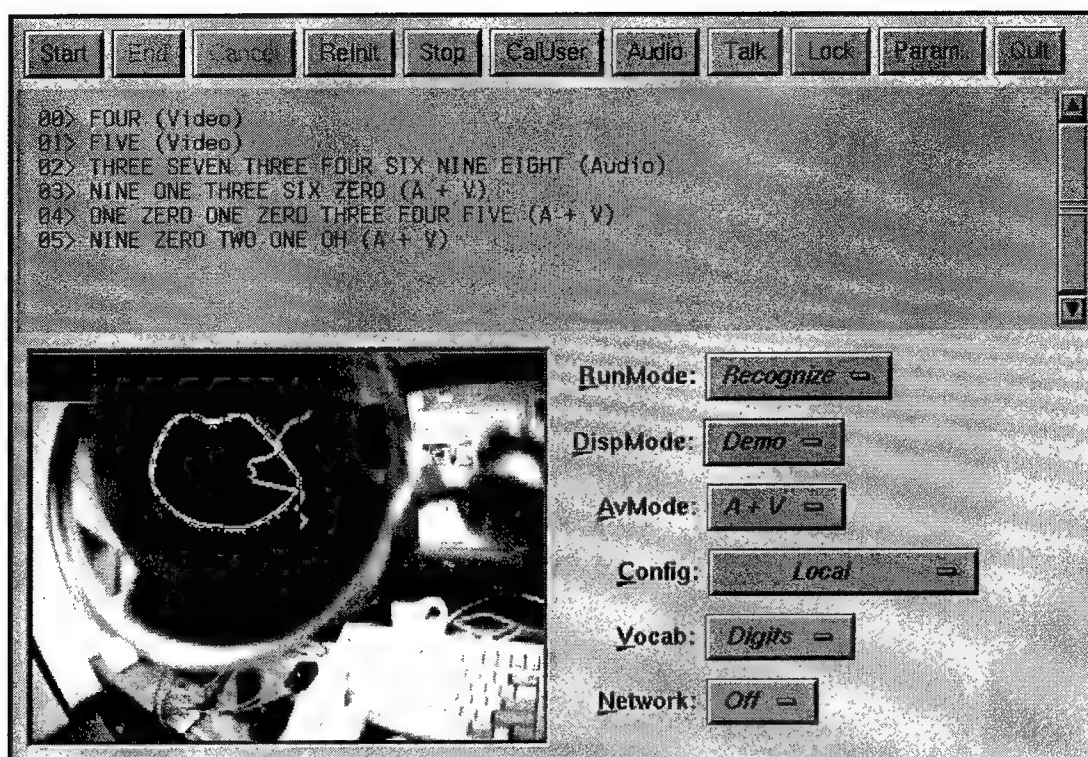 Start End Cancel ReInit Stop CalUser Audio Talk Lock Param.. Quit
00> FOUR (Video)
01> FIVE (Video)
02> THREE SEVEN THREE FOUR SIX NINE EIGHT (Audio)
03> NINE ONE THREE SIX ZERO (A + V)
04> ONE ZERO ONE ZERO THREE FOUR FIVE (A + V)
05> NINE ZERO TWO ONE OH (A + V)
RunMode: Recognize
DispMode: Demo
AvMode: A + V
Config: Local
Vocab: Digits
Network: Off